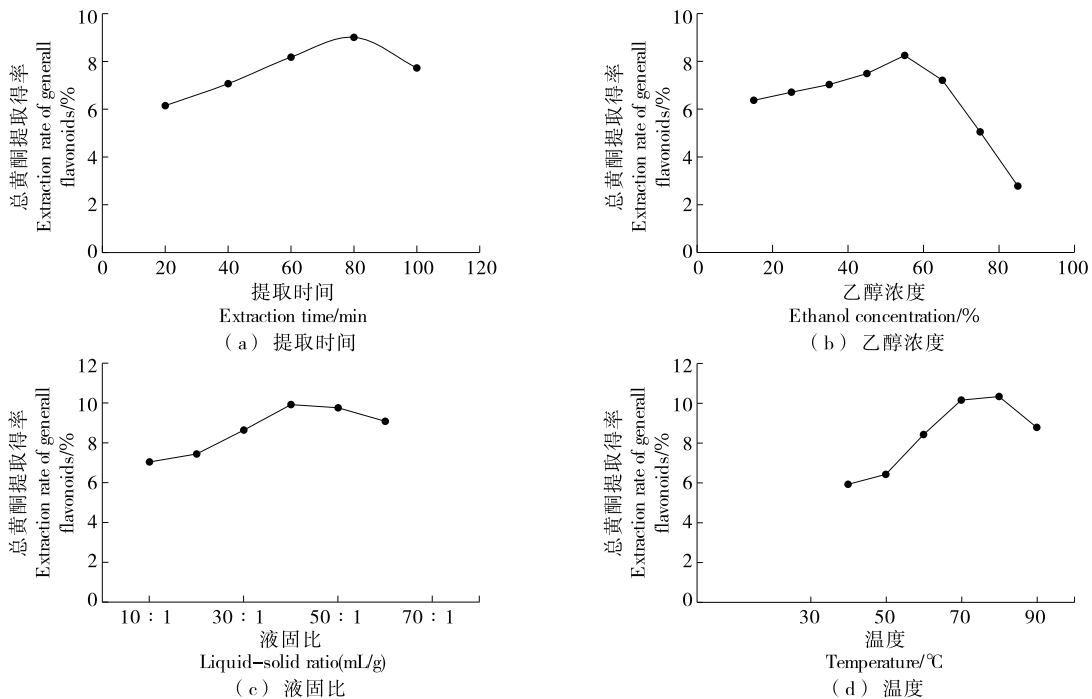 总黄酮提取得率
Extraction rate of generall
flavonoids/%
10
8
6
4
2
0
0 20 40 60 80 100 120
提取时间
Extraction time/min
(a) 提取时间
总黄酮提取得率
Extraction rate of generall
flavonoids/%
10
8
6
4
2
0
0 20 40 60 80 100
乙醇浓度
Ethanol concentration/%
(b) 乙醇浓度
总黄酮提取得率
Extraction rate of generall
flavonoids/%
12
10
8
6
4
2
0
10:1 30:1 50:1 70:1
液固比
Liquid-solid ratio(mL/g)
(c) 液固比
总黄酮提取得率
Extraction rate of generall
flavonoids/%
12
10
8
6
4
2
0
30 50 70 90
温度
Temperature/℃
(d) 温度